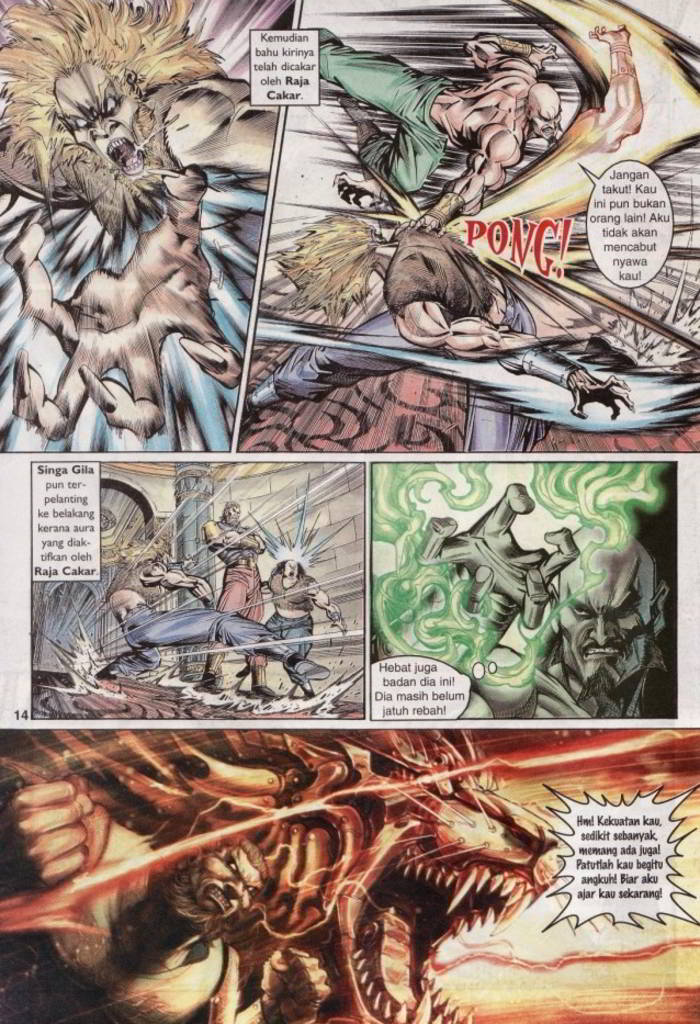 Kemudian
bahu kirinya
telah dicakar
oleh Raja
Cakar.
Jangan
takut! Kau
ini pun bukan
orang lain! Aku
tidak akan
mencabut
nyawa
kau!
PONG!
Singa Gila
pun ter-
pelanting
ke belakang
kerana aura
yang diak-
tifkan oleh
Raja Cakar.
Hebat juga
badan dia ini!
Dia masih belum
jatuh rebah!
14
Hm! Kekuatan kau,
sedikit sebanyak,
memang ada juga!
Patutlah kau begitu
angkuh! Biar aku
ajar kau sekarang!